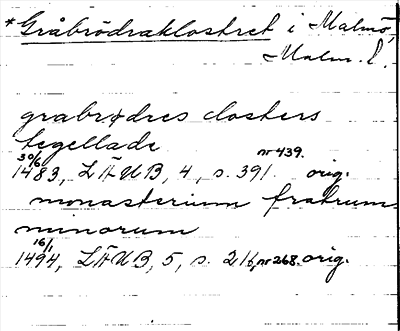 *Gråbrödraklostret i Malmö,
Malm. l.
grabrødres closters
tegellade
30/6 1483, LÄUB, 4, s. 391 nr 439. orig.
monasterium fratrum
minorum
16/1 1494, LÄUB, 5, s. 216, nr 268. orig.